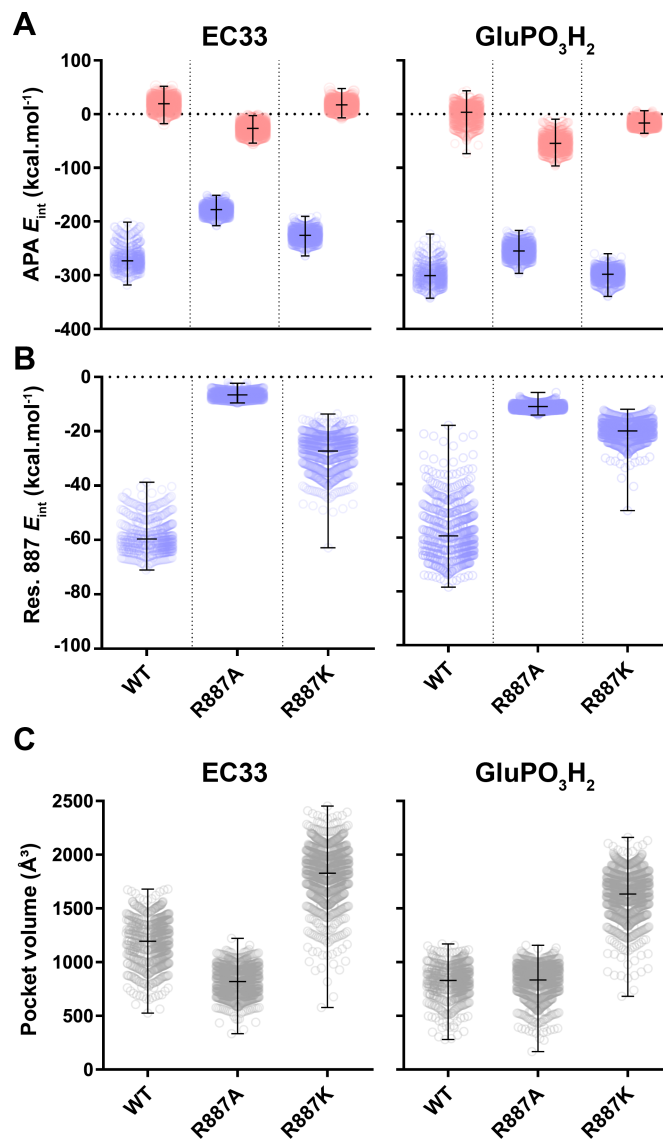 A
EC33
GluPO₃H₂
APA Eint (kcal.mol⁻¹)
100
0
-100
-200
-300
-400
B
Res. 887 Eint (kcal.mol⁻¹)
0
-20
-40
-60
-80
-100
WT
R887A
R887K
WT
R887A
R887K
C
EC33
GluPO₃H₂
Pocket volume (Å³)
2500
2000
1500
1000
500
0
WT
R887A
R887K
WT
R887A
R887K